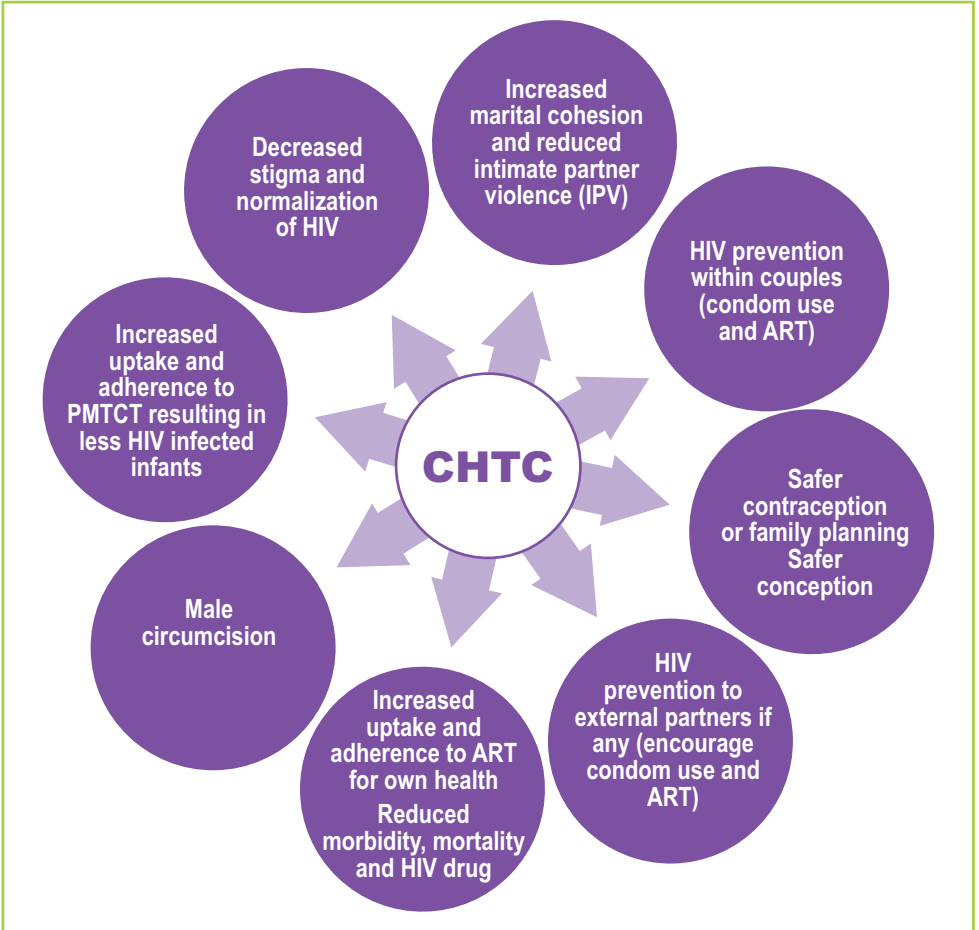 Increased
marital cohesion
and reduced
intimate partner
violence (IPV)
HIV prevention
within couples
(condom use
and ART)
Safer
contraception
or family planning
Safer
conception
HIV
prevention to
external partners if
any (encourage
condom use and
ART)
Increased
uptake and
adherence to ART
for own health
Reduced
morbidity, mortality
and HIV drug
Male
circumcision
Increased
uptake and
adherence to
PMTCT resulting in
less HIV infected
infants
Decreased
stigma and
normalization
of HIV
CHTC